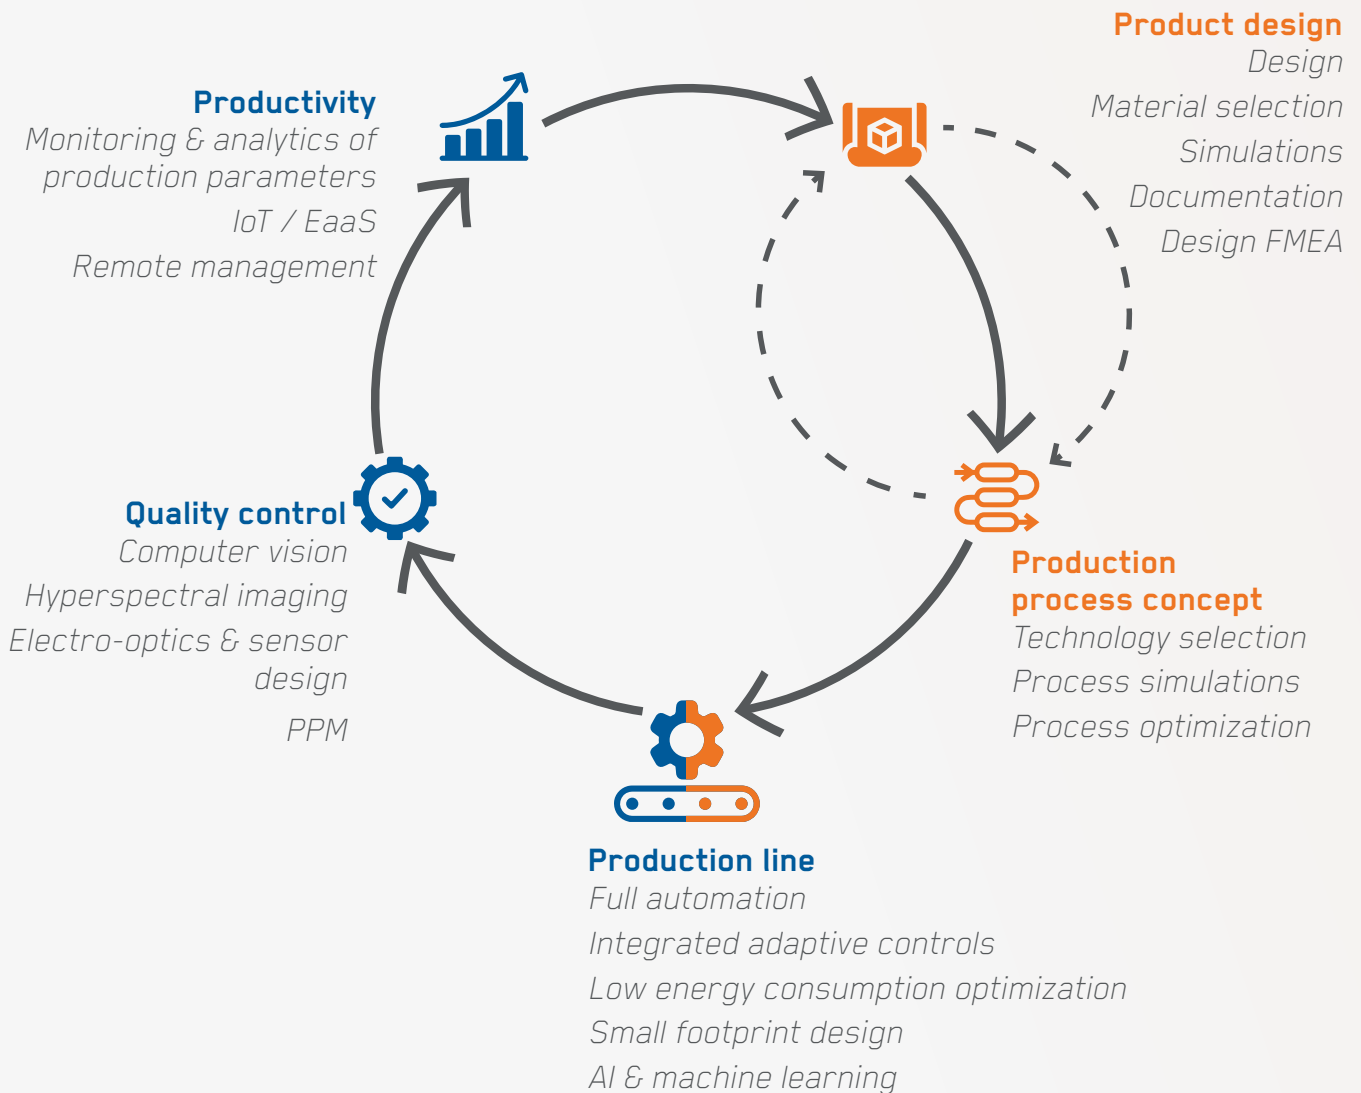 Product design
Design
Material selection
Simulations
Documentation
Design FMEA
Productivity
Monitoring & analytics of
production parameters
IoT / EaaS
Remote management
Quality control
Computer vision
Hyperspectral imaging
Electro-optics & sensor
design
PPM
Production
process concept
Technology selection
Process simulations
Process optimization
Production line
Full automation
Integrated adaptive controls
Low energy consumption optimization
Small footprint design
AI & machine learning